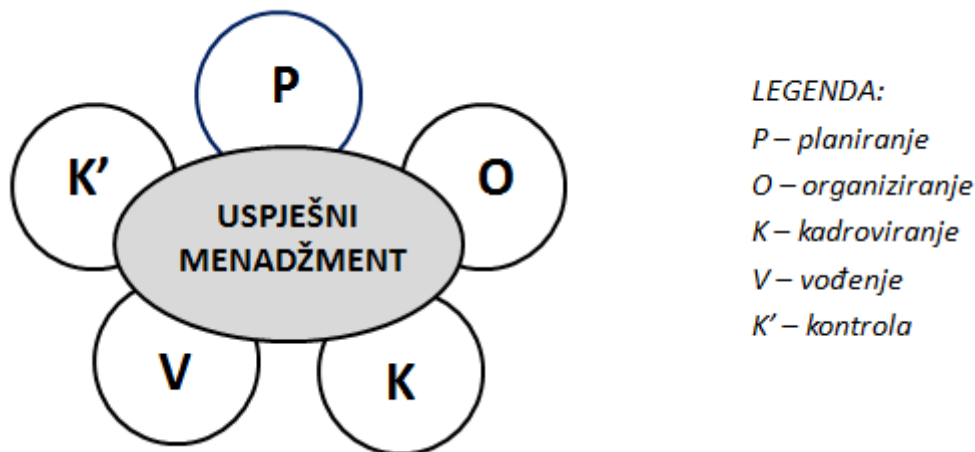 P
K’
O
USPJEŠNI
MENADŽMENT
V
K
LEGENDA:
P – planiranje
O – organiziranje
K – kadroviranje
V – vođenje
K’ – kontrola